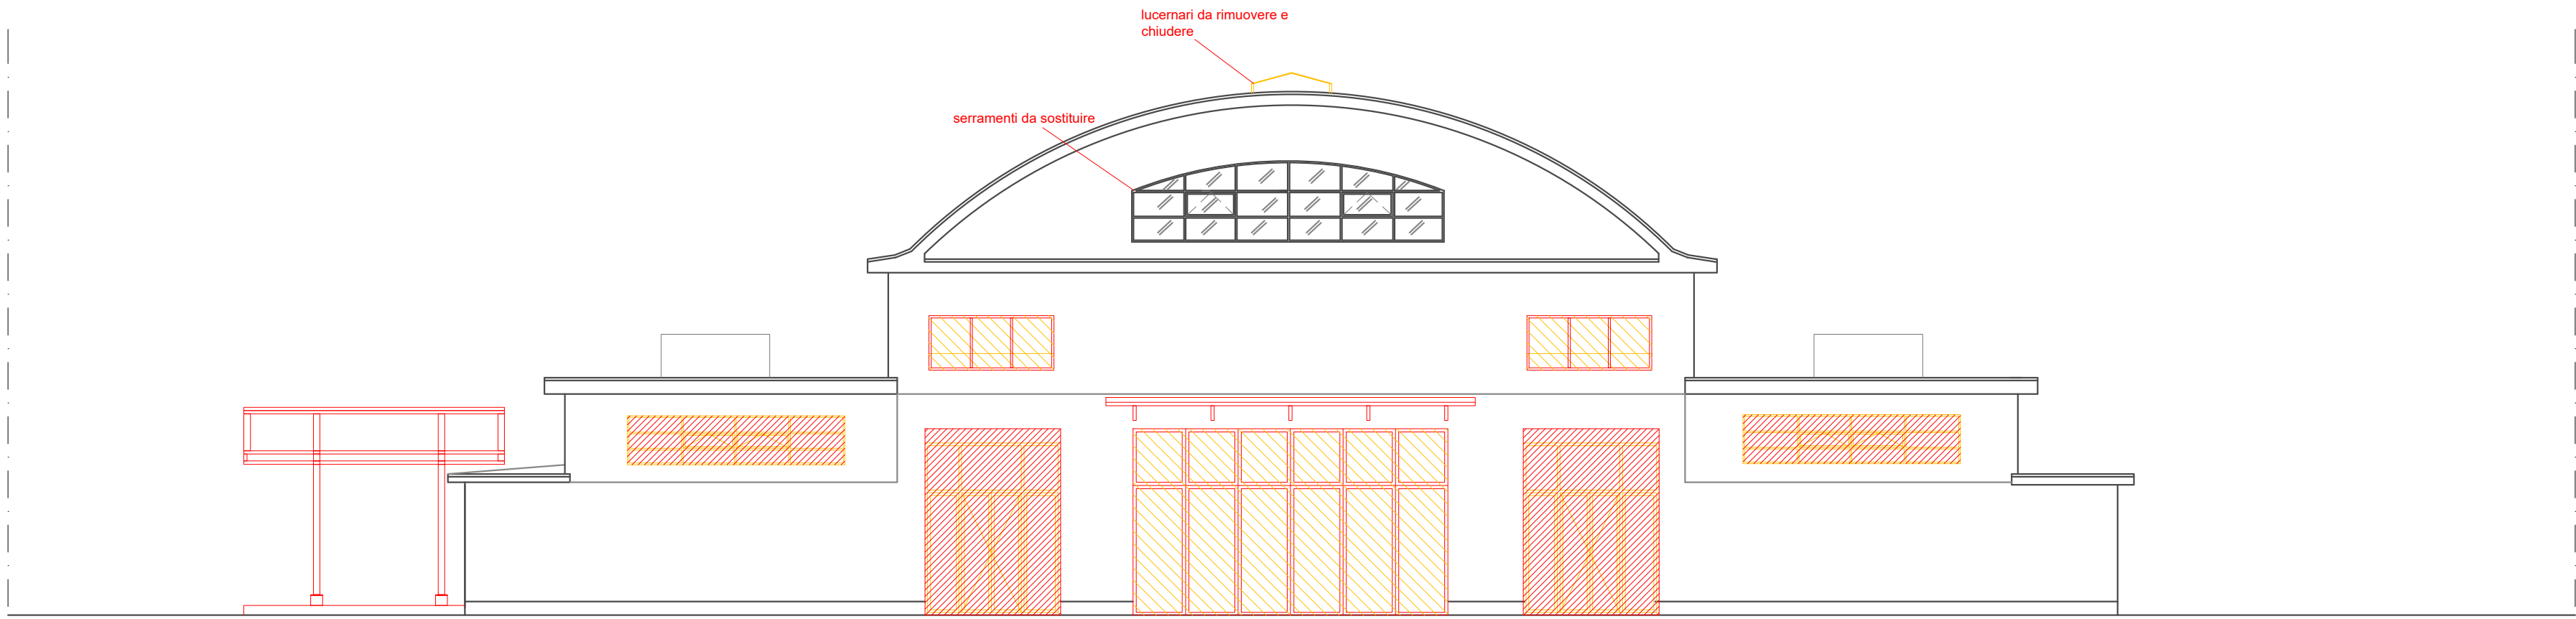 lucernari da rimuovere e
chiudere
serramenti da sostituire